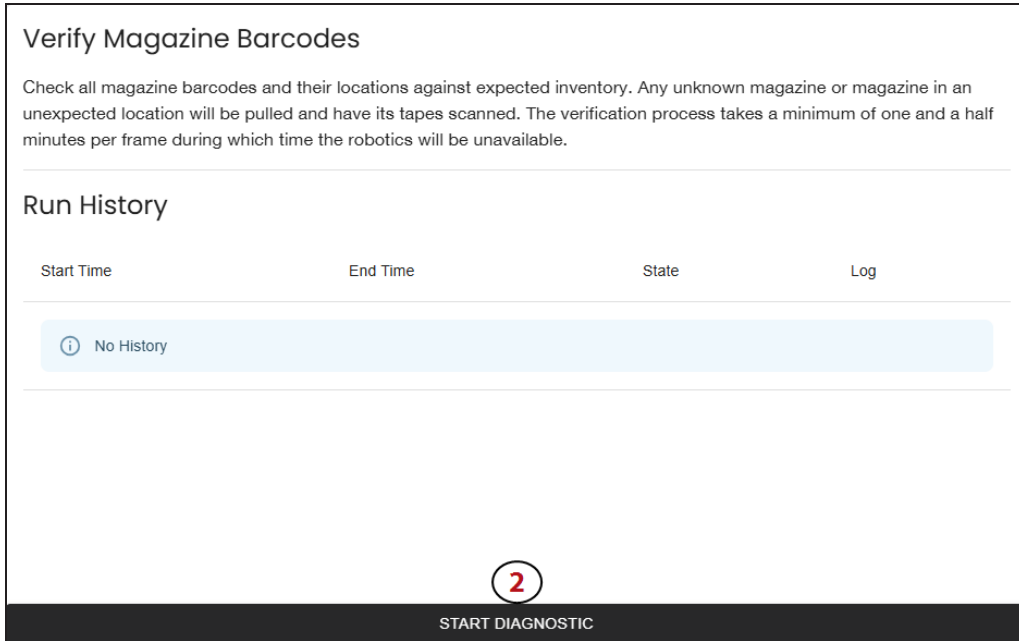 Verify Magazine Barcodes
Check all magazine barcodes and their locations against expected inventory. Any unknown magazine or magazine in an
unexpected location will be pulled and have its tapes scanned. The verification process takes a minimum of one and a half
minutes per frame during which time the robotics will be unavailable.
Run History
Start Time End Time State Log
No History
2
START DIAGNOSTIC